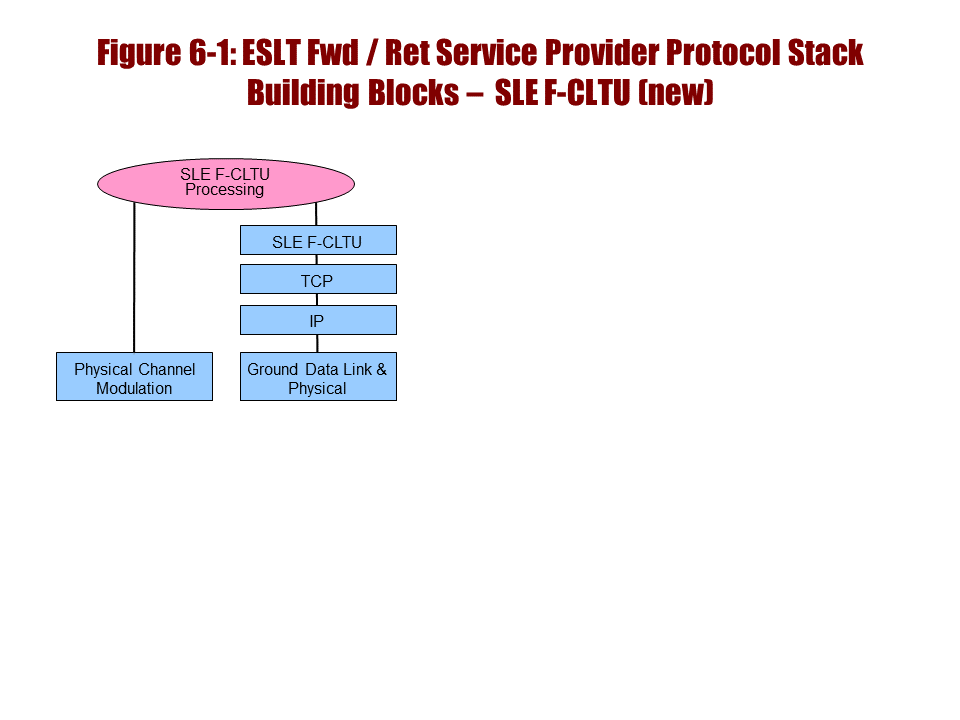 Figure 6-1: ESLT Fwd / Ret Service Provider Protocol Stack
Building Blocks – SLE F-CLTU (new)
SLE F-CLTU
Processing
SLE F-CLTU
TCP
IP
Physical Channel
Modulation
Ground Data Link &
Physical